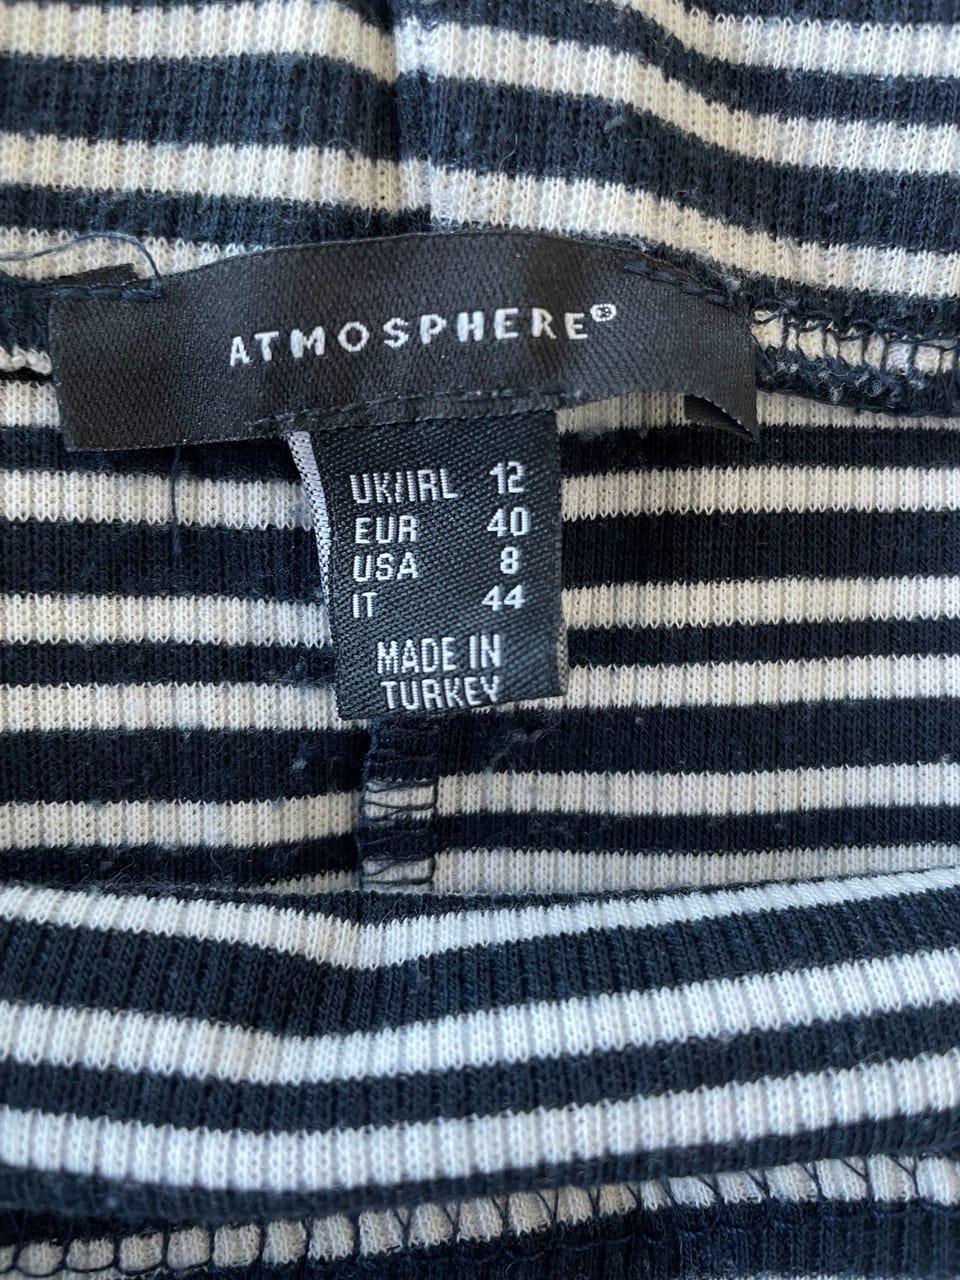 ATMOSPHERE®
UK/IRL 12
EUR 40
USA 8
IT 44
MADE IN
TURKEY